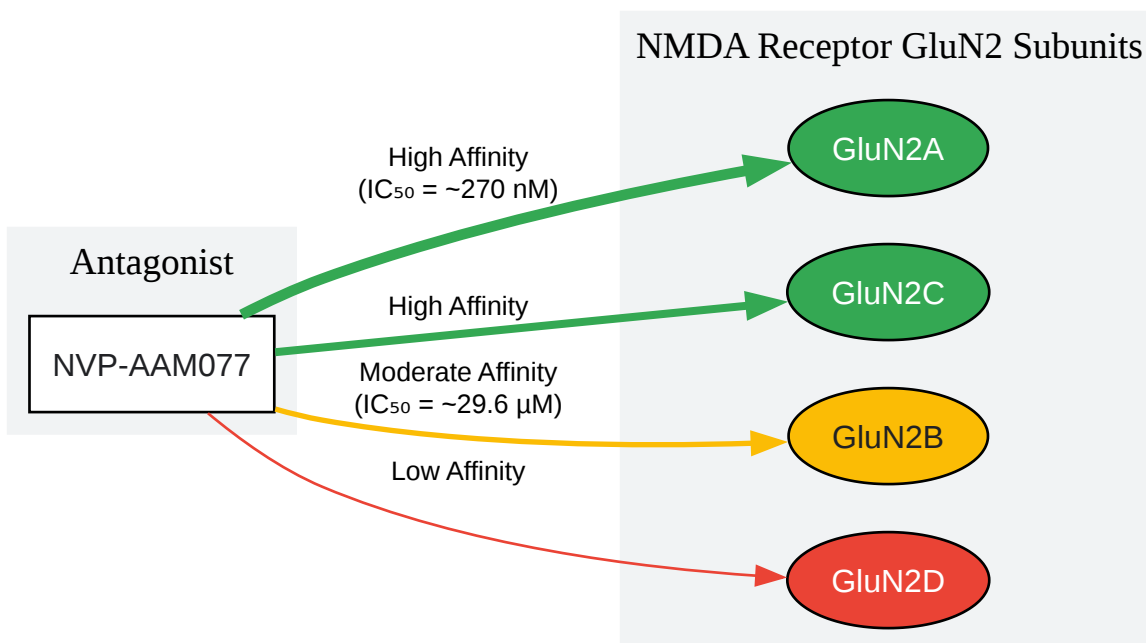 NMDA Receptor GluN2 Subunits
GluN2A
High Affinity
(IC₅₀ = ~270 nM)
Antagonist
GluN2C
High Affinity
NVP-AAM077
Moderate Affinity
(IC₅₀ = ~29.6 µM)
GluN2B
Low Affinity
GluN2D